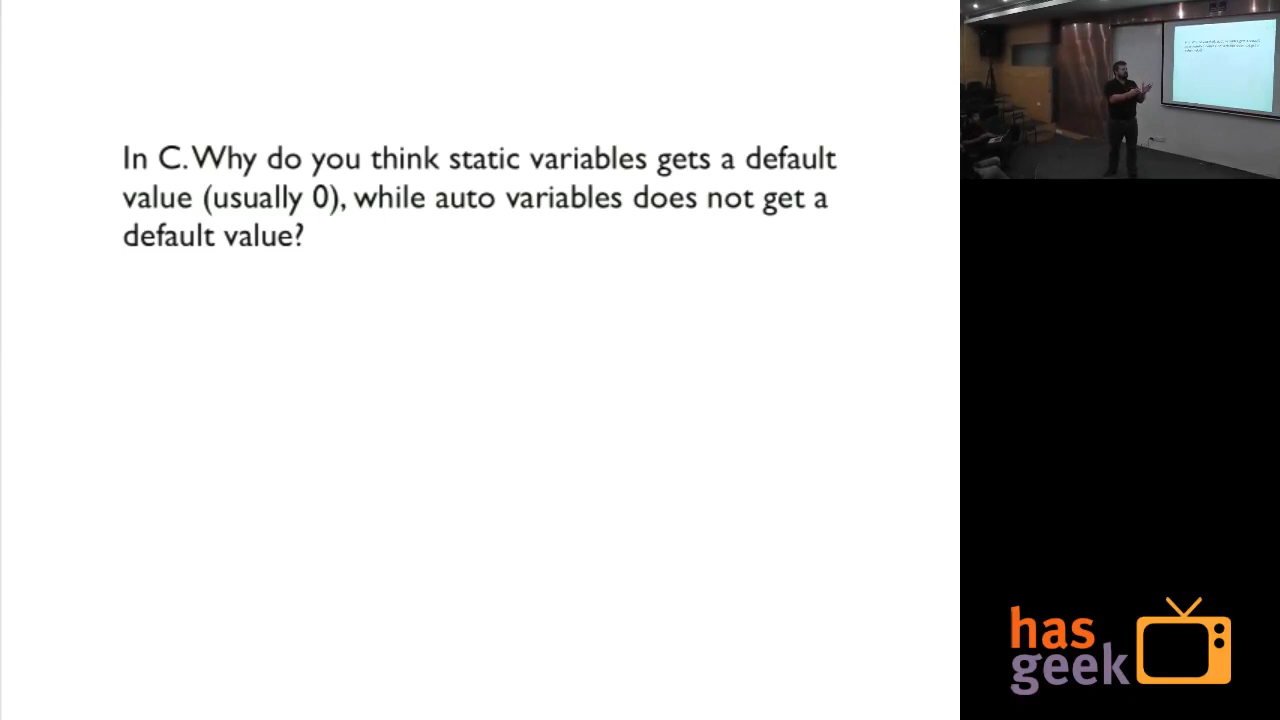 In C. Why do you think static variables gets a default
value (usually 0), while auto variables does not get a
default value?
has
geek